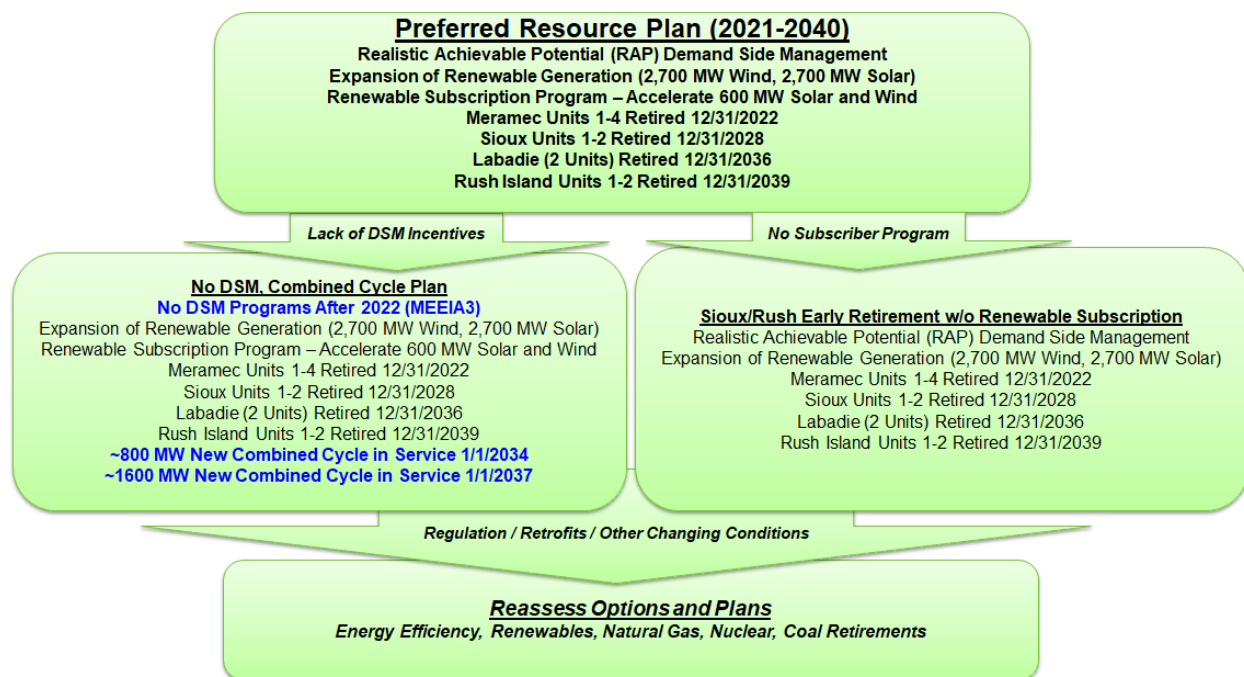 Preferred Resource Plan (2021-2040)
Realistic Achievable Potential (RAP) Demand Side Management
Expansion of Renewable Generation (2,700 MW Wind, 2,700 MW Solar)
Renewable Subscription Program – Accelerate 600 MW Solar and Wind
Meramec Units 1-4 Retired 12/31/2022
Sioux Units 1-2 Retired 12/31/2028
Labadie (2 Units) Retired 12/31/2036
Rush Island Units 1-2 Retired 12/31/2039
Lack of DSM Incentives
No Subscriber Program
No DSM, Combined Cycle Plan
No DSM Programs After 2022 (MEEIA3)
Expansion of Renewable Generation (2,700 MW Wind, 2,700 MW Solar)
Renewable Subscription Program – Accelerate 600 MW Solar and Wind
Meramec Units 1-4 Retired 12/31/2022
Sioux Units 1-2 Retired 12/31/2028
Labadie (2 Units) Retired 12/31/2036
Rush Island Units 1-2 Retired 12/31/2039
~800 MW New Combined Cycle in Service 1/1/2034
~1600 MW New Combined Cycle in Service 1/1/2037
Sioux/Rush Early Retirement w/o Renewable Subscription
Realistic Achievable Potential (RAP) Demand Side Management
Expansion of Renewable Generation (2,700 MW Wind, 2,700 MW Solar)
Meramec Units 1-4 Retired 12/31/2022
Sioux Units 1-2 Retired 12/31/2028
Labadie (2 Units) Retired 12/31/2036
Rush Island Units 1-2 Retired 12/31/2039
Regulation / Retrofits / Other Changing Conditions
Reassess Options and Plans
Energy Efficiency, Renewables, Natural Gas, Nuclear, Coal Retirements